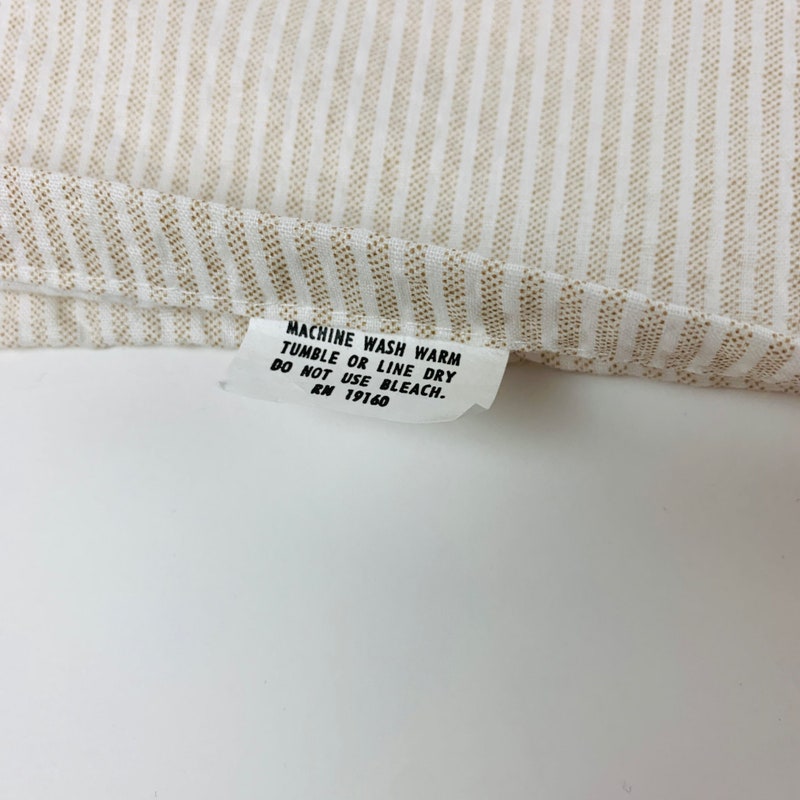 MACHINE WASH WARM
TUMBLE OR LINE DRY
DO NOT USE BLEACH.
RN 19160